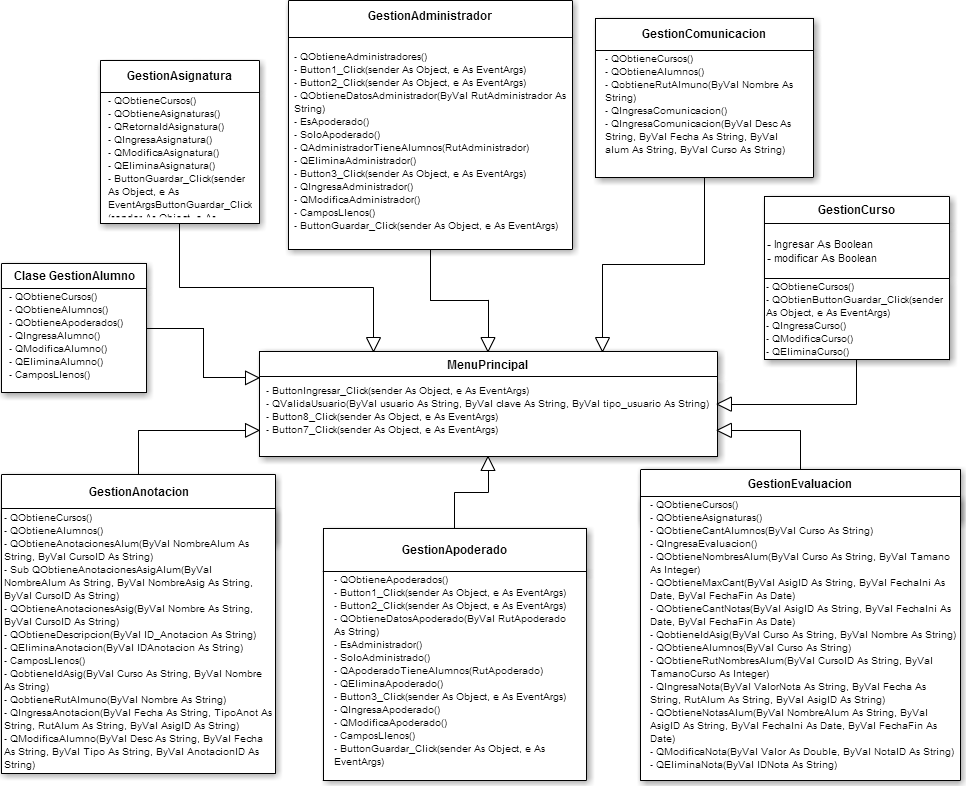 GestionAdministrador
- QObtieneAdministradores()
- Button1_Click(sender As Object, e As EventArgs)
- Button2_Click(sender As Object, e As EventArgs)
- QObtieneDatosAdministrador(ByVal RutAdministrador As
String)
- EsApoderado()
- SoloApoderado()
- QAdministradorTieneAlumnos(RutAdministrador)
- QEliminaAdministrador()
- Button3_Click(sender As Object, e As EventArgs)
- QIngresaAdministrador()
- QModificaAdministrador()
- CamposLlenos()
- ButtonGuardar_Click(sender As Object, e As EventArgs)
GestionComunicacion
- QObtieneCursos()
- QObtieneAlumnos()
- QobtieneRutAlmuno(ByVal Nombre As
String)
- QIngresaComunicacion()
- QIngresaComunicacion(ByVal Desc As
String, ByVal Fecha As String, ByVal
alum As String, ByVal Curso As String)
GestionAsignatura
- QObtieneCursos()
- QObtieneAsignaturas()
- QRetornaIdAsignatura()
- QIngresaAsignatura()
- QModificaAsignatura()
- QEliminaAsignatura()
- ButtonGuardar_Click(sender
As Object, e As
EventArgsButtonGuardar_Click
(sender As Object, e As
GestionCurso
- Ingresar As Boolean
- modificar As Boolean
- QObtieneCursos()
- QObtienButtonGuardar_Click(sender
As Object, e As EventArgs)
- QIngresaCurso()
- QModificaCurso()
- QEliminaCurso()
Clase GestionAlumno
- QObtieneCursos()
- QObtieneAlumnos()
- QObtieneApoderados()
- QIngresaAlumno()
- QModificaAlumno()
- QEliminaAlumno()
- CamposLlenos()
MenuPrincipal
- ButtonIngresar_Click(sender As Object, e As EventArgs)
- QValidaUsuario(ByVal usuario As String, ByVal clave As String, ByVal tipo_usuario As String)
- Button8_Click(sender As Object, e As EventArgs)
- Button7_Click(sender As Object, e As EventArgs)
GestionAnotacion
- QObtieneCursos()
- QObtieneAlumnos()
- QObtieneAnotacionesAlum(ByVal NombreAlum As
String, ByVal CursoID As String)
- Sub QObtieneAnotacionesAsigAlum(ByVal
NombreAlum As String, ByVal NombreAsig As String,
ByVal CursoID As String)
- QObtieneAnotacionesAsig(ByVal Nombre As String,
ByVal CursoID As String)
- QObtieneDescripcion(ByVal ID_Anotacion As String)
- QEliminaAnotacion(ByVal IDAnotacion As String)
- CamposLlenos()
- QobtieneIdAsig(ByVal Curso As String, ByVal Nombre
As String)
- QobtieneRutAlmuno(ByVal Nombre As String)
- QIngresaAnotacion(ByVal Fecha As String, TipoAnot As
String, RutAlum As String, ByVal AsigID As String)
- QModificaAlumno(ByVal Desc As String, ByVal Fecha
As String, ByVal Tipo As String, ByVal AnotacionID As
String)
GestionApoderado
- QObtieneApoderados()
- Button1_Click(sender As Object, e As EventArgs)
- Button2_Click(sender As Object, e As EventArgs)
- QObtieneDatosApoderado(ByVal RutApoderado
As String)
- EsAdministrador()
- SoloAdministrado()
- QApoderadoTieneAlumnos(RutApoderado)
- QEliminaApoderado()
- Button3_Click(sender As Object, e As EventArgs)
- QIngresaApoderado()
- QModificaApoderado()
- CamposLlenos()
- ButtonGuardar_Click(sender As Object, e As
EventArgs)
GestionEvaluacion
- QObtieneCursos()
- QObtieneAsignaturas()
- QObtieneCantAlumnos(ByVal Curso As String)
- QIngresaEvaluacion()
- QObtieneNombresAlum(ByVal Curso As String, ByVal Tamano
As Integer)
- QObtieneMaxCant(ByVal AsigID As String, ByVal FechaIni As
Date, ByVal FechaFin As Date)
- QObtieneCantNotas(ByVal AsigID As String, ByVal FechaIni As
Date, ByVal FechaFin As Date)
- QobtieneIdAsig(ByVal Curso As String, ByVal Nombre As String)
- QObtieneAlumnos(ByVal Curso As String)
- QObtieneRutNombresAlum(ByVal CursoID As String, ByVal
TamanoCurso As Integer)
- QIngresaNota(ByVal ValorNota As String, ByVal Fecha As
String, RutAlum As String, ByVal AsigID As String)
- QObtieneNotasAlum(ByVal NombreAlum As String, ByVal
AsigID As String, ByVal FechaIni As Date, ByVal FechaFin As
Date)
- QModificaNota(ByVal Valor As Double, ByVal NotaID As String)
- QEliminaNota(ByVal IDNota As String)